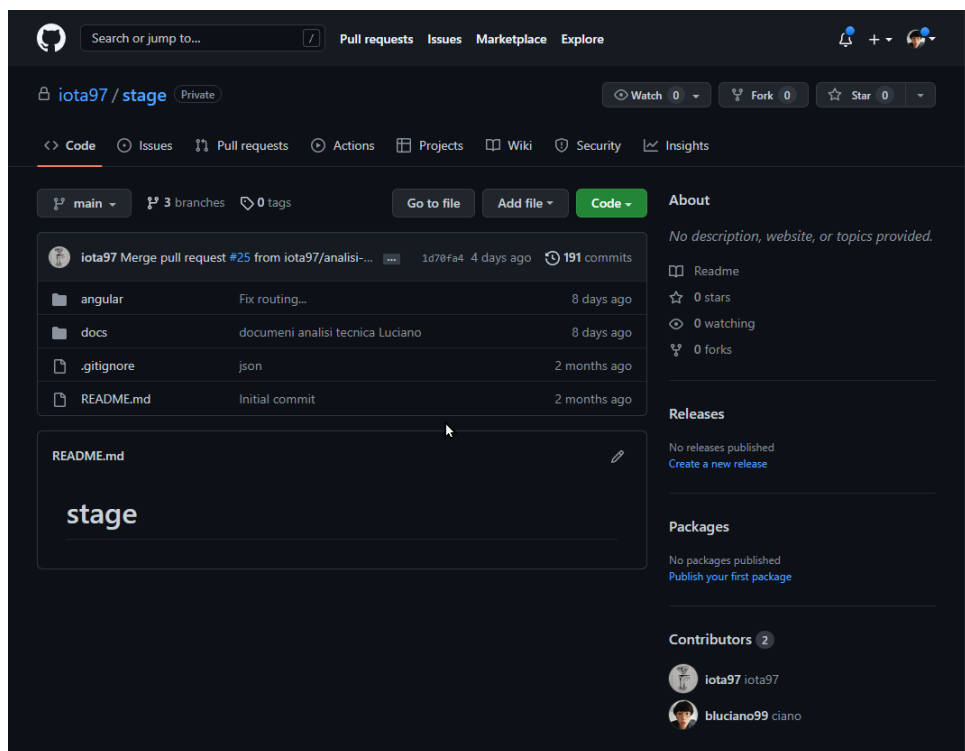 Search or jump to... / Pull requests Issues Marketplace Explore
iota97 / stage Private Watch 0 Fork 0 Star 0
<> Code Issues Pull requests Actions Projects Wiki Security Insights
main 3 branches 0 tags Go to file Add file Code
iota97 Merge pull request #25 from iota97/analisi-... ... 1d70fa4 4 days ago 191 commits
angular Fix routing... 8 days ago
docs documeni analisi tecnica Luciano 8 days ago
.gitignore json 2 months ago
README.md Initial commit 2 months ago
README.md
stage
About
No description, website, or topics provided.
Readme
0 stars
0 watching
0 forks
Releases
No releases published
Create a new release
Packages
No packages published
Publish your first package
Contributors 2
iota97 iota97
bluciano99 ciano